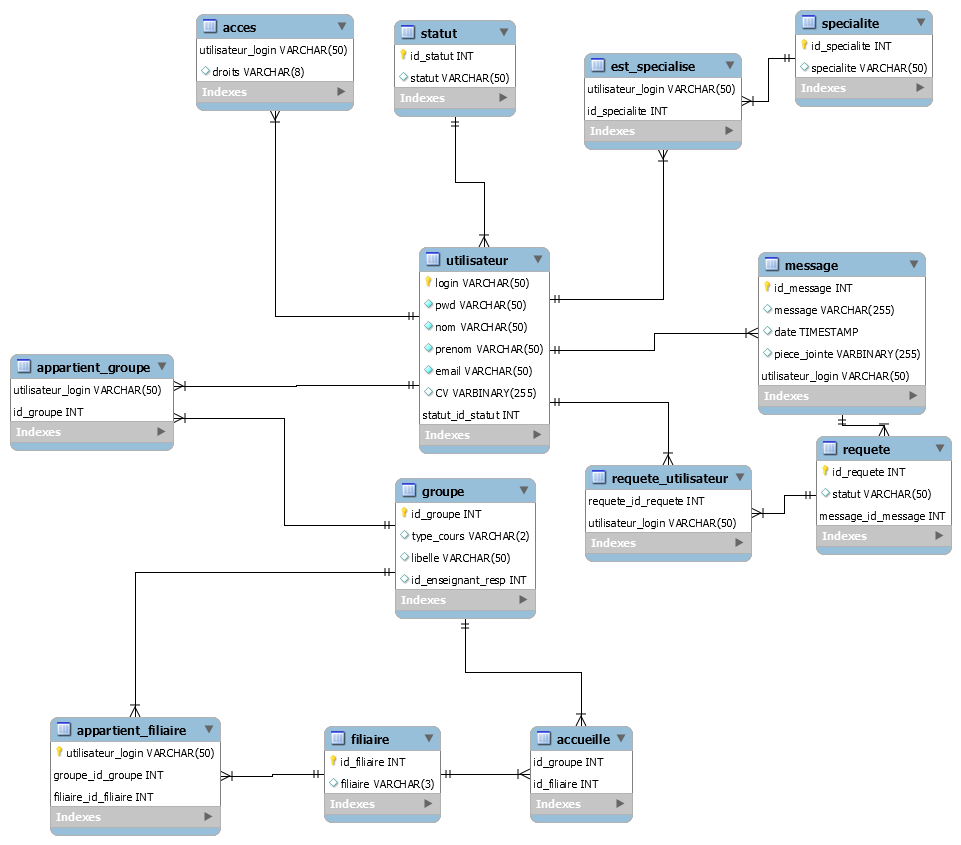 acces
utilisateur_login VARCHAR(50)
droits VARCHAR(8)
Indexes
statut
id_statut INT
statut VARCHAR(50)
Indexes
est_specialise
utilisateur_login VARCHAR(50)
id_specialite INT
Indexes
specialite
id_specialite INT
specialite VARCHAR(50)
Indexes
utilisateur
login VARCHAR(50)
pwd VARCHAR(50)
nom VARCHAR(50)
prenom VARCHAR(50)
email VARCHAR(50)
CV VARBINARY(255)
statut_id_statut INT
Indexes
message
id_message INT
message VARCHAR(255)
date TIMESTAMP
piece_jointe VARBINARY(255)
utilisateur_login VARCHAR(50)
Indexes
appartient_groupe
utilisateur_login VARCHAR(50)
id_groupe INT
Indexes
groupe
id_groupe INT
type_cours VARCHAR(2)
libelle VARCHAR(50)
id_enseignant_resp INT
Indexes
requete_utilisateur
requete_id_requete INT
utilisateur_login VARCHAR(50)
Indexes
requete
id_requete INT
statut VARCHAR(50)
message_id_message INT
Indexes
appartient_filiaire
utilisateur_login VARCHAR(50)
groupe_id_groupe INT
filiaire_id_filiaire INT
Indexes
filiaire
id_filiaire INT
filiaire VARCHAR(3)
Indexes
accueille
id_groupe INT
id_filiaire INT
Indexes